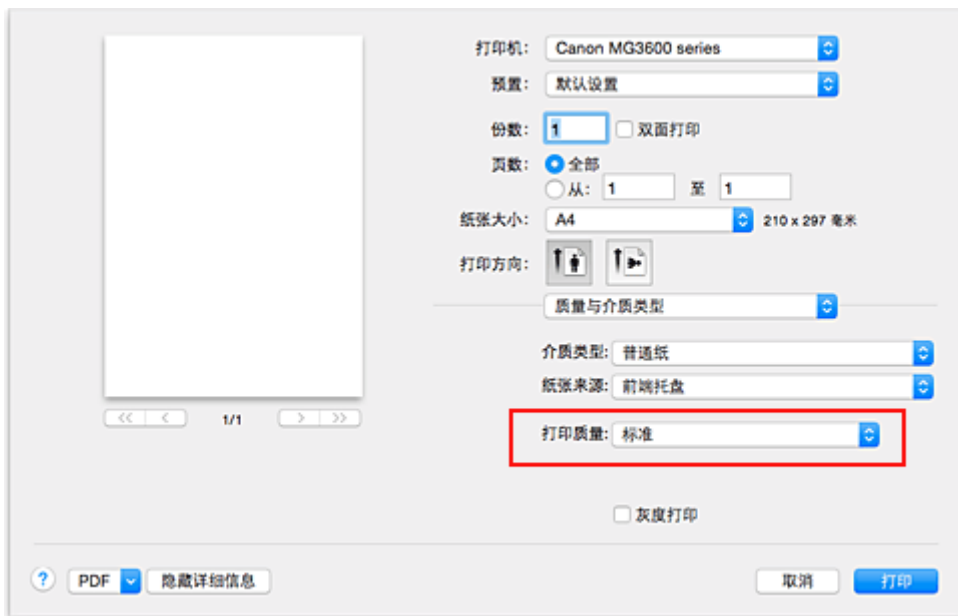 打印机: Canon MG3600 series
预置: 默认设置
份数: 1 双面打印
页数: 全部
从: 1 至 1
纸张大小: A4 210 x 297 毫米
打印方向:
质量与介质类型
介质类型: 普通纸
纸张来源: 前端托盘
打印质量: 标准
灰度打印
<< < 1/1 > >>
? PDF 隐藏详细信息 取消 打印